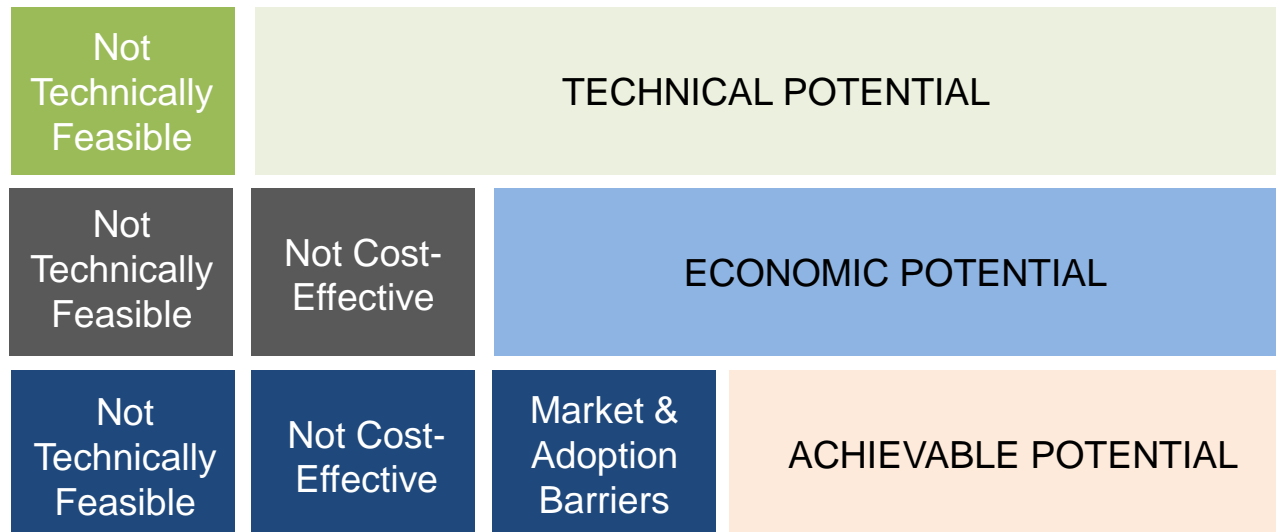 Not
Technically
Feasible
TECHNICAL POTENTIAL
Not
Technically
Feasible
Not Cost-
Effective
ECONOMIC POTENTIAL
Not
Technically
Feasible
Not Cost-
Effective
Market &
Adoption
Barriers
ACHIEVABLE POTENTIAL